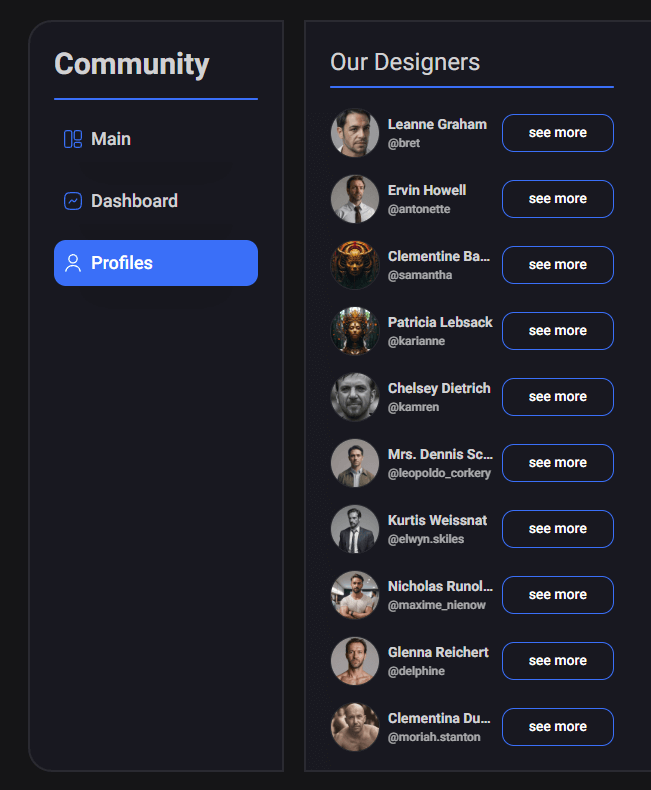 Community
Main
Dashboard
Profiles
Our Designers
Leanne Graham
@bret
see more
Ervin Howell
@antonette
see more
Clementine Ba...
@samantha
see more
Patricia Lebsack
@karianne
see more
Chelsey Dietrich
@kamren
see more
Mrs. Dennis Sc...
@leopoldo_corkery
see more
Kurtis Weissnat
@elwyn.skiles
see more
Nicholas Runol...
@maxime_nienow
see more
Glenna Reichert
@delphine
see more
Clementina Du...
@moriah.stanton
see more